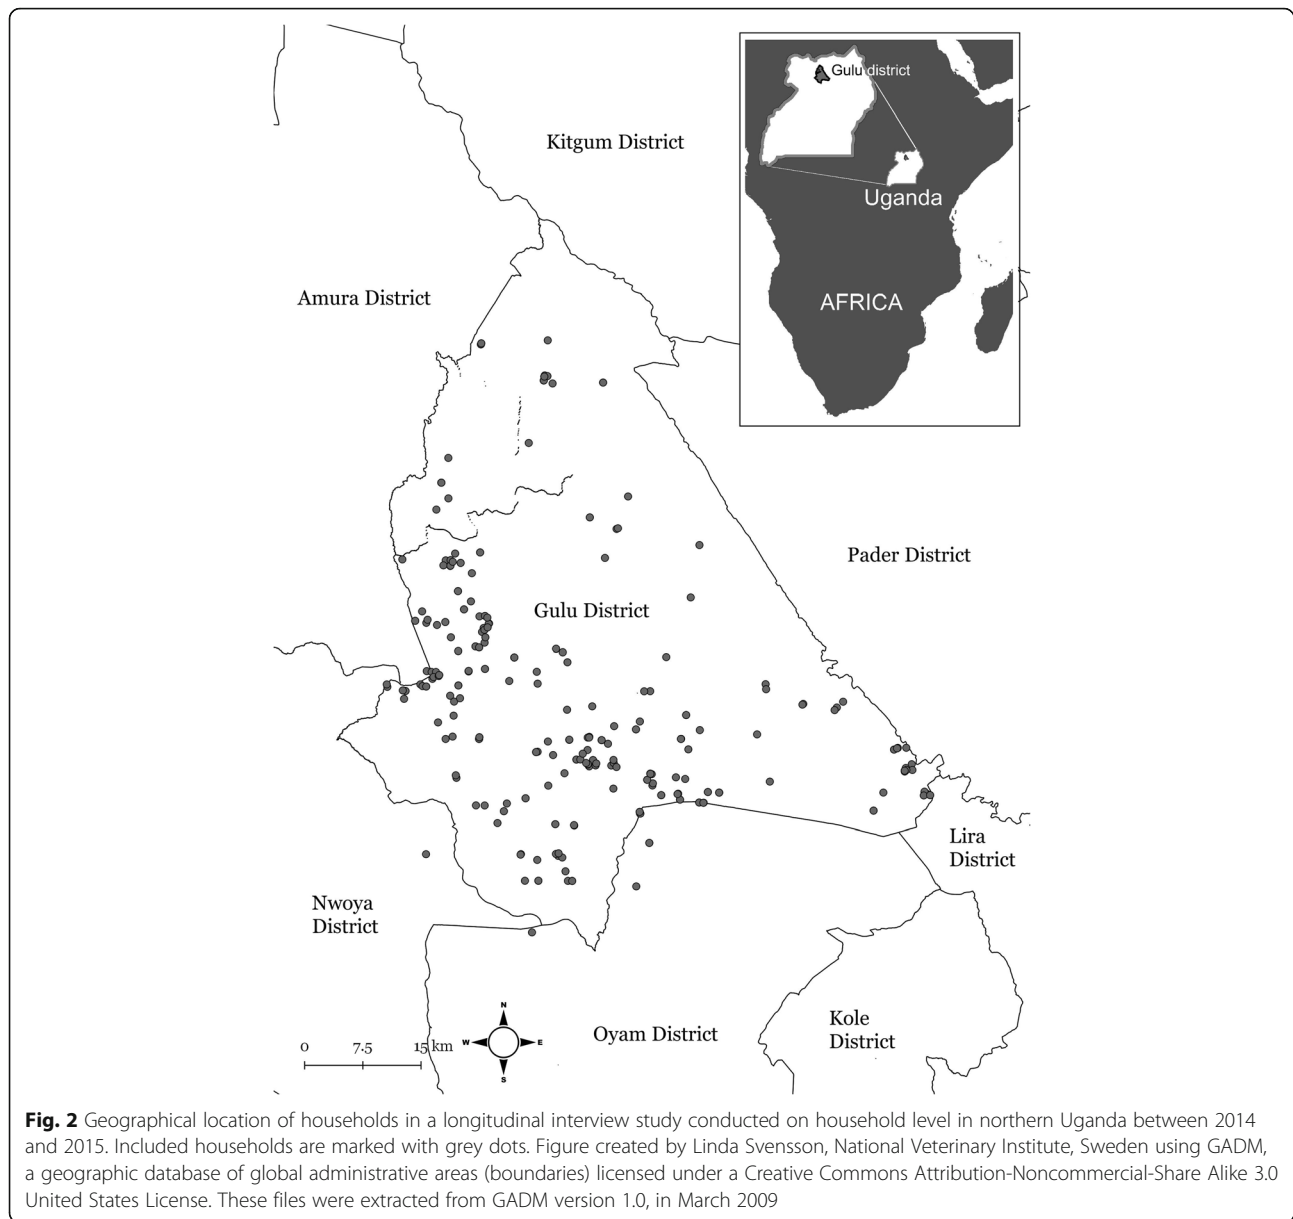 Gulu district
Kitgum District
Uganda
Amura District
AFRICA
Pader District
Gulu District
Lira
District
Nwoya
District
N
W
E
S
Oyam District
Kole
District
0 7.5 15 km
Fig. 2 Geographical location of households in a longitudinal interview study conducted on household level in northern Uganda between 2014
and 2015. Included households are marked with grey dots. Figure created by Linda Svensson, National Veterinary Institute, Sweden using GADM,
a geographic database of global administrative areas (boundaries) licensed under a Creative Commons Attribution-Noncommercial-Share Alike 3.0
United States License. These files were extracted from GADM version 1.0, in March 2009